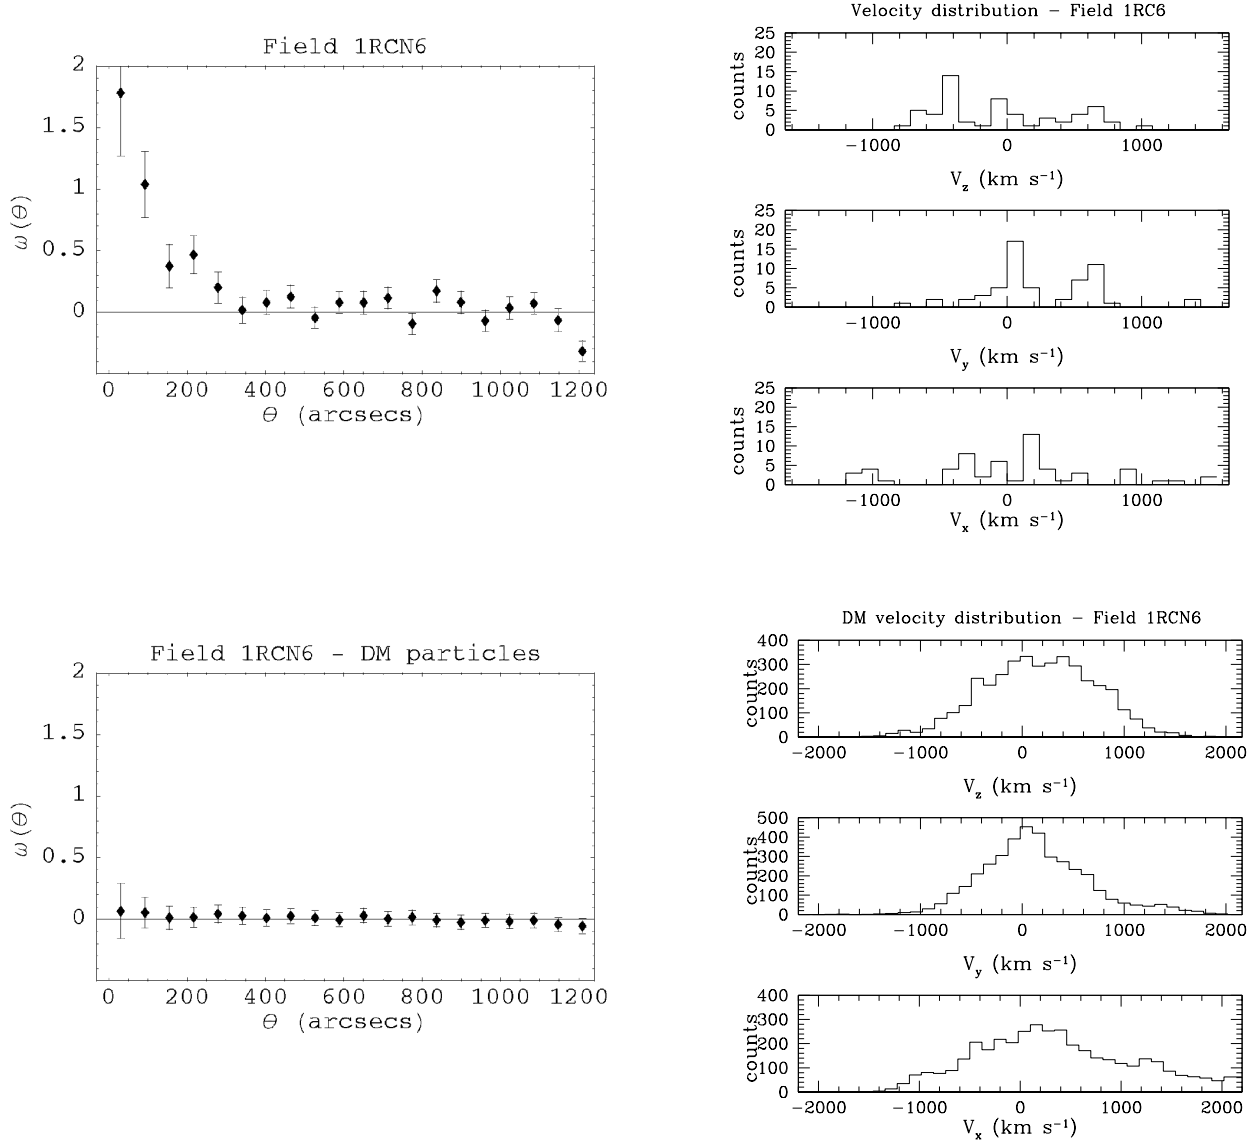 Field 1RCN6
2
1.5
1
0.5
0
ω(θ)
0 200 400 600 800 1000 1200
θ (arcsecs)
Velocity distribution – Field 1RC6
25
20
15
10
5
0
counts
−1000 0 1000
V_z (km s⁻¹)
25
20
15
10
5
0
counts
−1000 0 1000
V_y (km s⁻¹)
25
20
15
10
5
0
counts
−1000 0 1000
V_x (km s⁻¹)
Field 1RCN6 - DM particles
2
1.5
1
0.5
0
ω(θ)
0 200 400 600 800 1000 1200
θ (arcsecs)
DM velocity distribution – Field 1RCN6
400
300
200
100
0
counts
−2000 −1000 0 1000 2000
V_z (km s⁻¹)
500
400
300
200
100
0
counts
−2000 −1000 0 1000 2000
V_y (km s⁻¹)
400
300
200
100
0
counts
−2000 −1000 0 1000 2000
V_x (km s⁻¹)